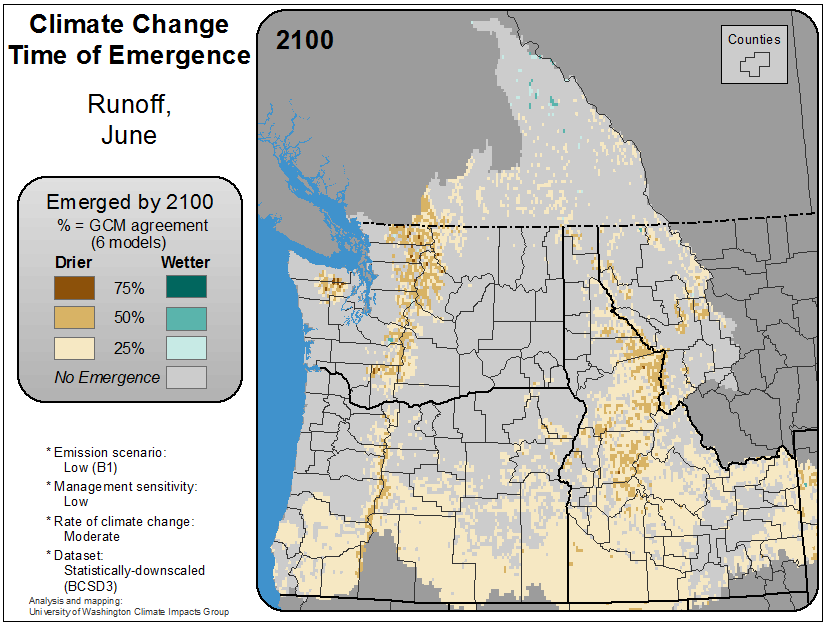 Climate Change
Time of Emergence
Runoff,
June
Emerged by 2100
% = GCM agreement
(6 models)
Drier Wetter
75%
50%
25%
No Emergence
* Emission scenario:
Low (B1)
* Management sensitivity:
Low
* Rate of climate change:
Moderate
* Dataset:
Statistically-downscaled
(BCSD3)
Analysis and mapping:
University of Washington Climate Impacts Group
2100
Counties